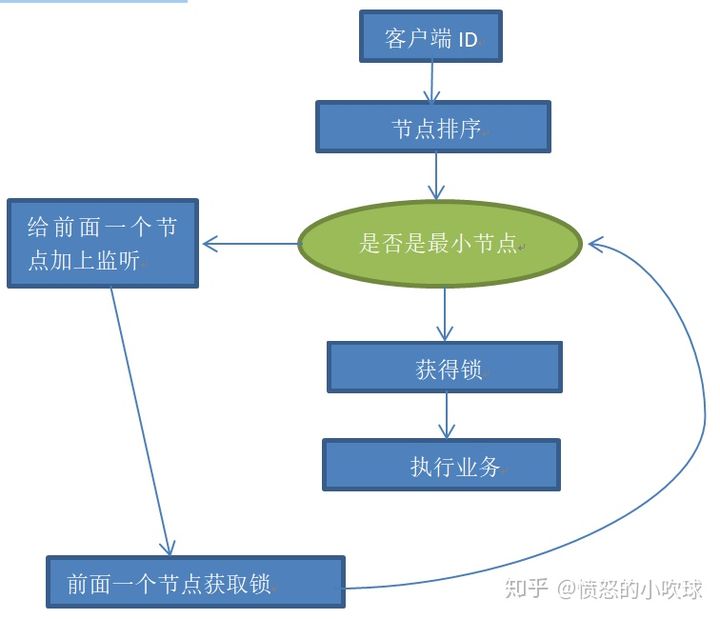 客户端 ID
节点排序
是否是最小节点
给前面一个节
点加上监听
获得锁
执行业务
前面一个节点获取锁
知乎 @愤怒的小吹球